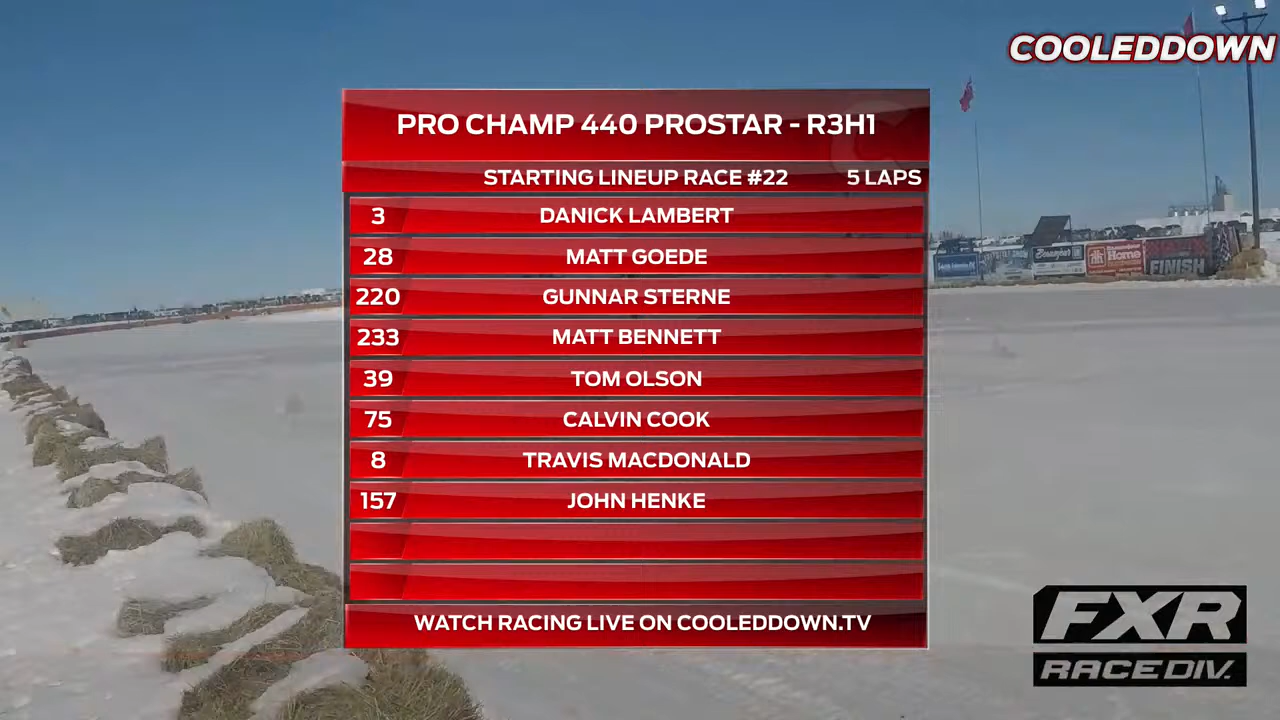 COOLEDDOWN
PRO CHAMP 440 PROSTAR - R3H1
STARTING LINEUP RACE #22 5 LAPS
3 DANICK LAMBERT
28 MATT GOEDE
220 GUNNAR STERNE
233 MATT BENNETT
39 TOM OLSON
75 CALVIN COOK
8 TRAVIS MACDONALD
157 JOHN HENKE
WATCH RACING LIVE ON COOLEDDOWN.TV
Home
FINISH
FXR
RACE DIV.